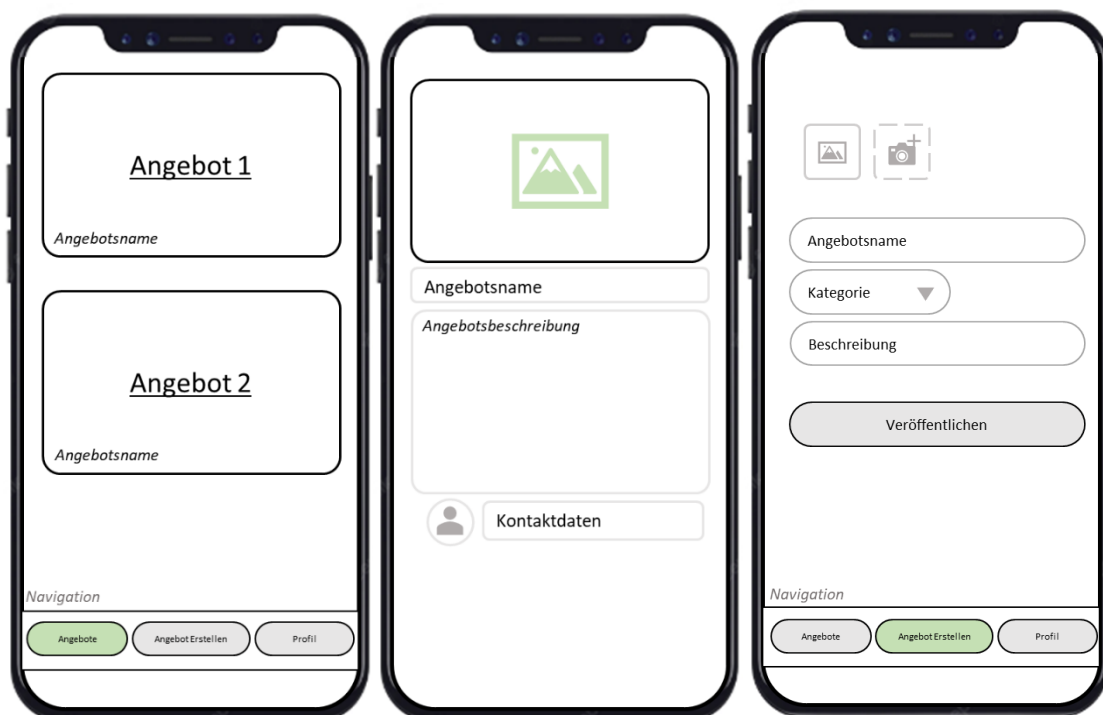 Angebot 1
Angebotsname
Angebot 2
Angebotsname
Navigation
Angebote
Angebot Erstellen
Profil
Angebotsname
Angebotsbeschreibung
Kontaktdaten
Angebotsname
Kategorie
Beschreibung
Veröffentlichen
Navigation
Angebote
Angebot Erstellen
Profil